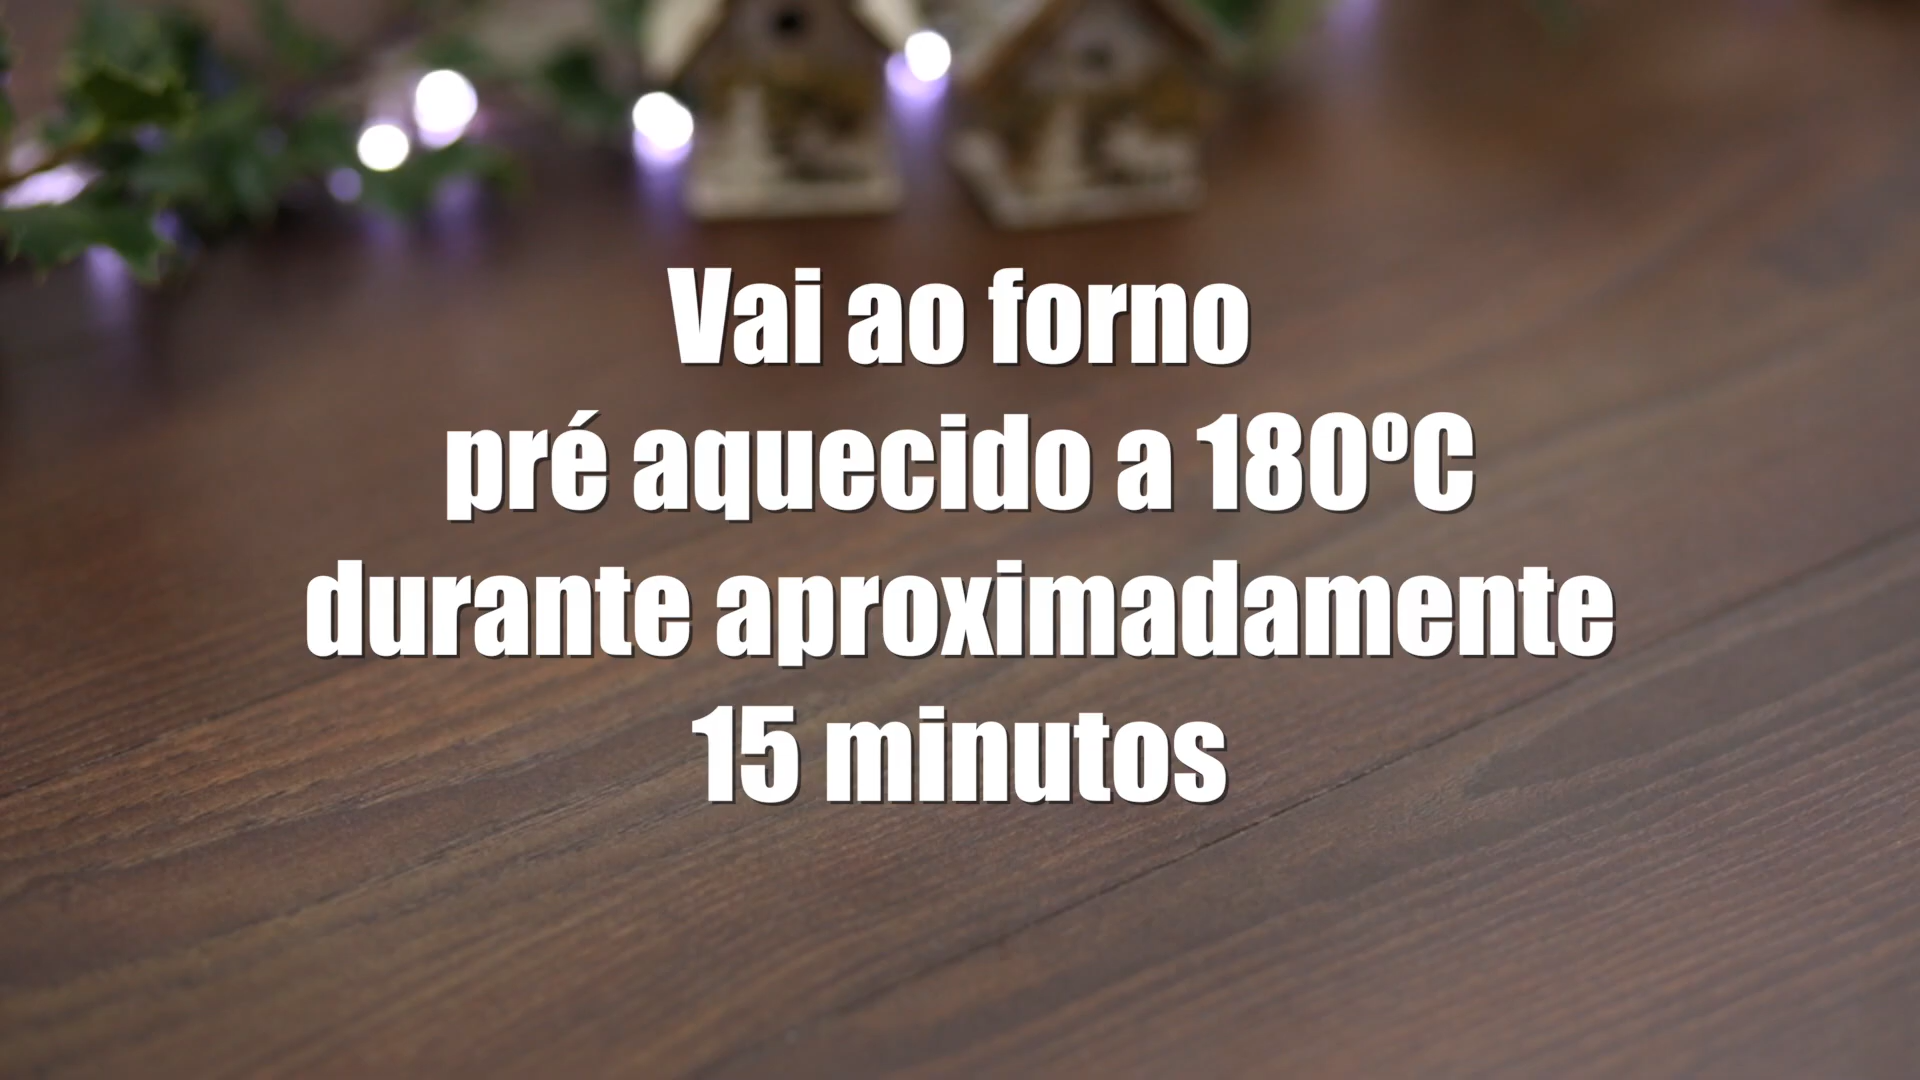 Vai ao forno
pré aquecido a 180ºC
durante aproximadamente
15 minutos